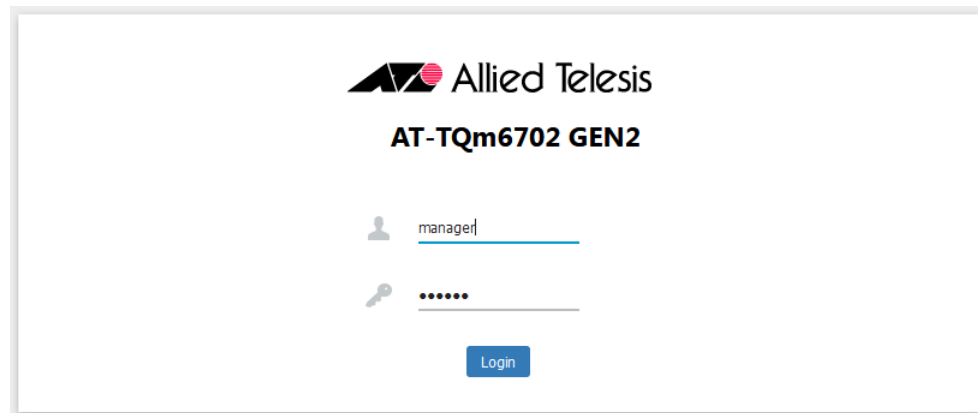 Allied Telesis
AT-TQm6702 GEN2
manager
••••••
Login